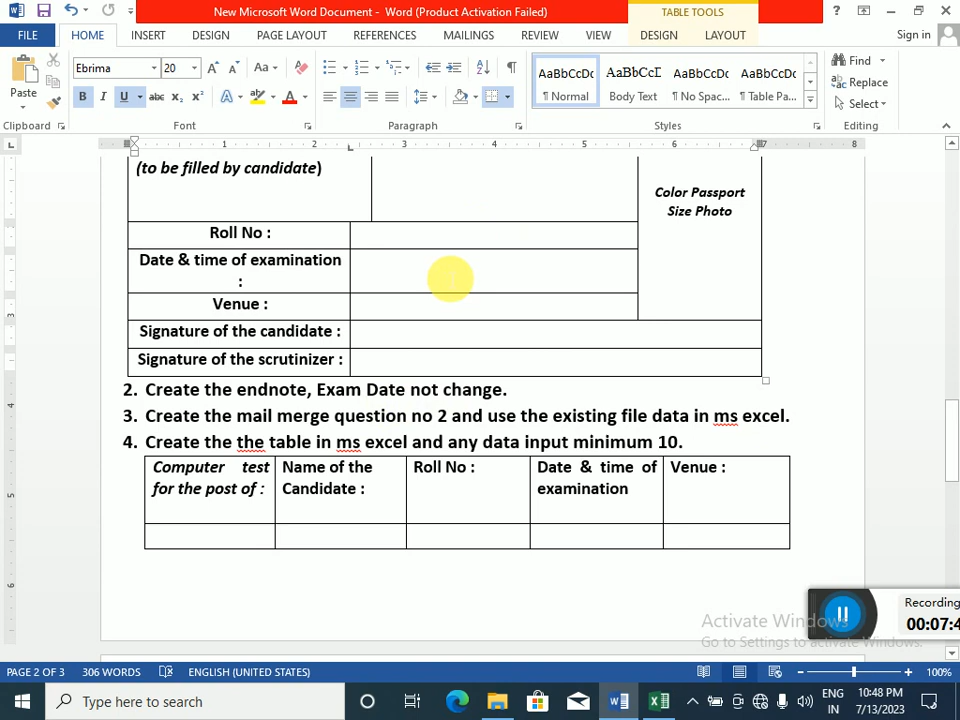 New Microsoft Word Document - Word (Product Activation Failed)
TABLE TOOLS
FILE
HOME
INSERT
DESIGN
PAGE LAYOUT
REFERENCES
MAILINGS
REVIEW
VIEW
DESIGN
LAYOUT
Sign in
Paste
Ebrima
20
AaBbCcDc
AaBbCcD
AaBbCcDc
AaBbCcDc
¶ Normal
Body Text
¶ No Spac...
¶ Table Pa...
Find
Replace
Select
Clipboard
Font
Paragraph
Styles
Editing
(to be filled by candidate)
Color Passport
Size Photo
Roll No :
Date & time of examination
:
Venue :
Signature of the candidate :
Signature of the scrutinizer :
2. Create the endnote, Exam Date not change.
3. Create the mail merge question no 2 and use the existing file data in ms excel.
4. Create the the table in ms excel and any data input minimum 10.
Computer test
for the post of :
Name of the
Candidate :
Roll No :
Date & time of
examination
Venue :
Recording
00:07:4
Activate Windows
Go to Settings to activate Windows.
PAGE 2 OF 3
306 WORDS
ENGLISH (UNITED STATES)
100%
Type here to search
ENG
IN
10:48 PM
7/13/2023